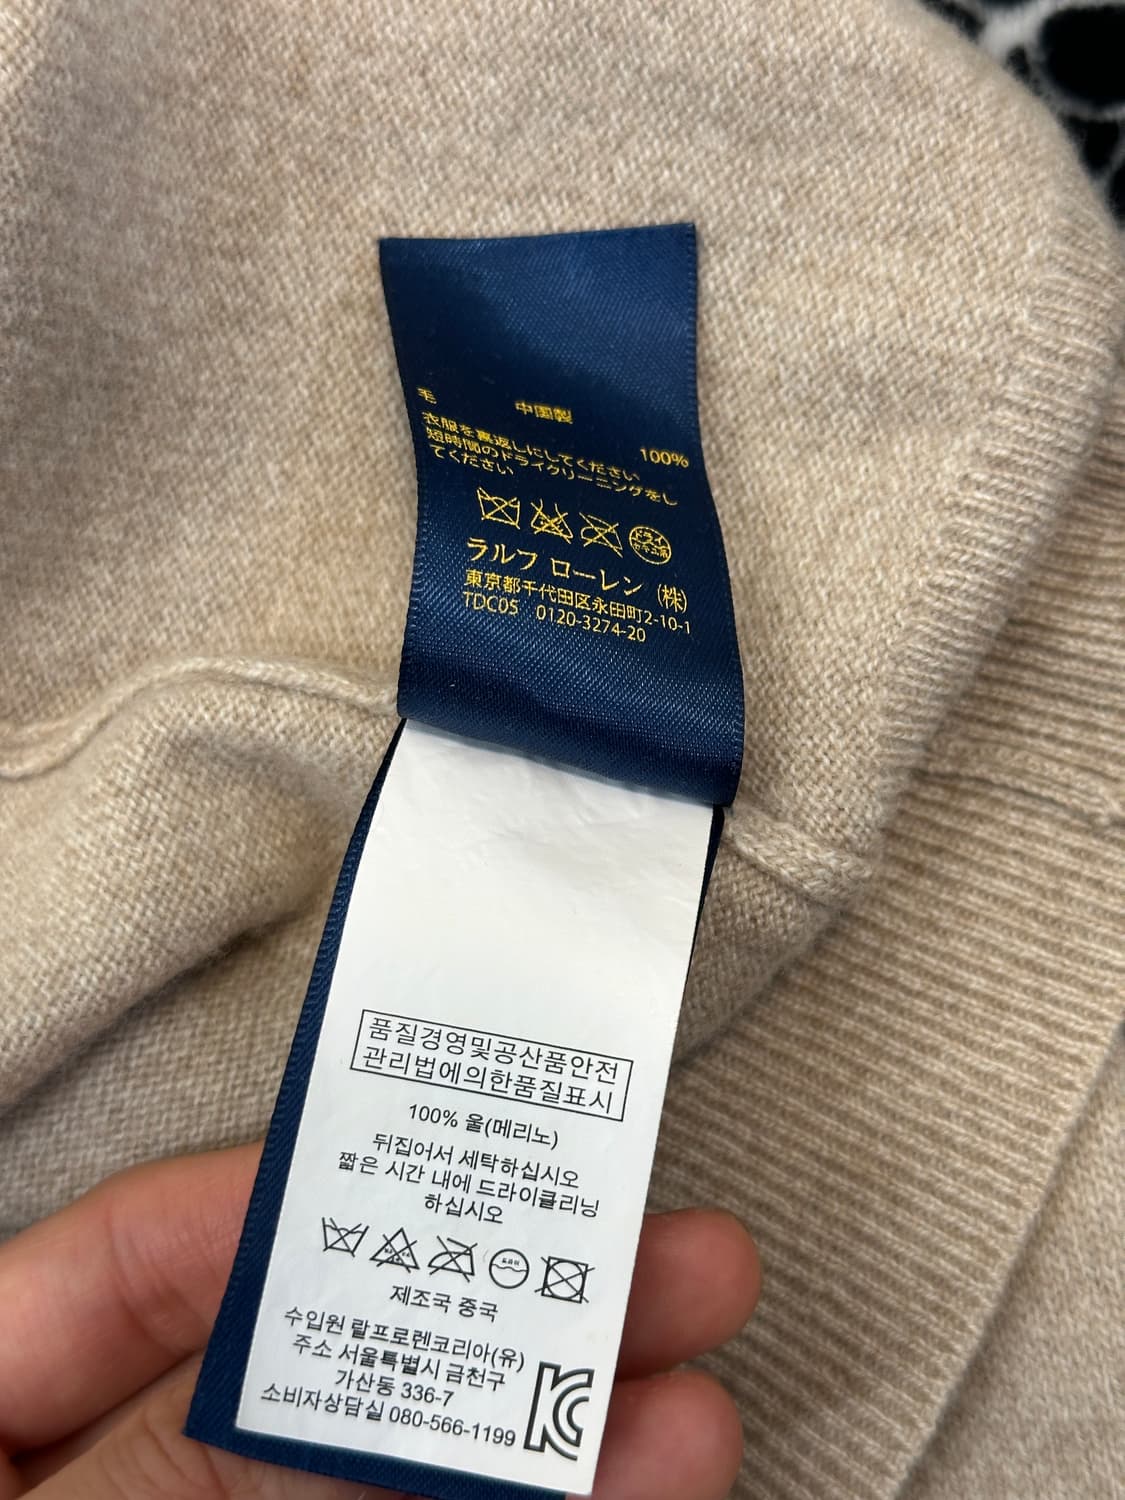 中国製
毛 100%
衣服を裏返しにしてください
短時間のドライクリーニングをし
てください
ドライ
セキユ系
ラルフ ローレン (株)
東京都千代田区永田町2-10-1
TDC05 0120-3274-20
품질경영및공산품안전
관리법에의한품질표시
100% 울(메리노)
뒤집어서 세탁하십시오
짧은 시간 내에 드라이클리닝
하십시오
제조국 중국
수입원 랄프로렌코리아(유)
주소 서울특별시 금천구
가산동 336-7
소비자상담실 080-566-1199